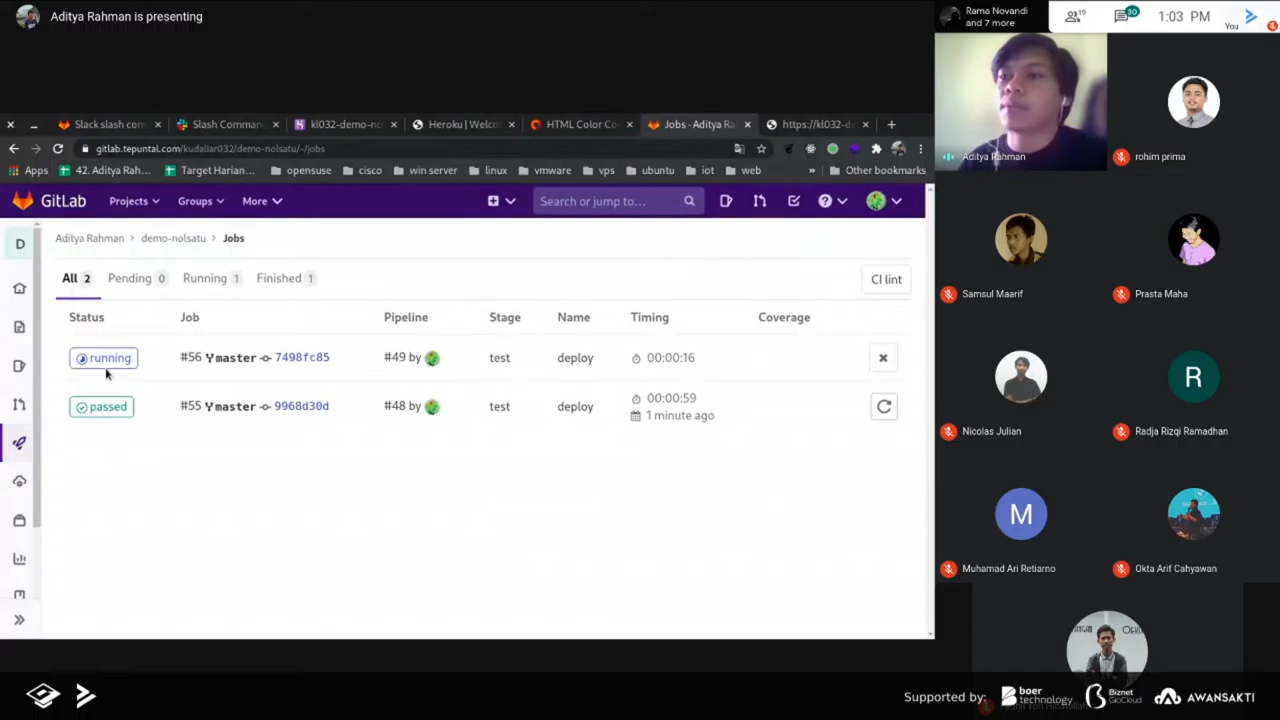 Aditya Rahman is presenting
Rama Novandi
and 7 more
19
30
1:03 PM
You
Slack slash com
Slash Comman
kl032-demo-no
Heroku | Welco
HTML Color Co
Jobs · Aditya Ra
https://kl032-de
gitlab.tepuntal.com/kudaliar032/demo-nolsatu/-/jobs
Apps
42. Aditya Rah...
Target Harian...
opensuse
cisco
win server
linux
vmware
vps
ubuntu
iot
web
»
Other bookmarks
GitLab
Projects
Groups
More
Search or jump to...
D
Aditya Rahman > demo-nolsatu > Jobs
All 2
Pending 0
Running 1
Finished 1
CI lint
Status Job Pipeline Stage Name Timing Coverage
running #56 master 7498fc85 #49 by test deploy 00:00:16
passed #55 master 9968d30d #48 by test deploy 00:00:59
1 minute ago
Aditya Rahman
rohim prima
Samsul Maarif
Prasta Maha
Nicolas Julian
R
Radja Rizqi Ramadhan
M
Muhamad Ari Retiarno
Okta Arif Cahyawan
Supported by:
boer
technology
Biznet
GioCloud
AWANSAKTI